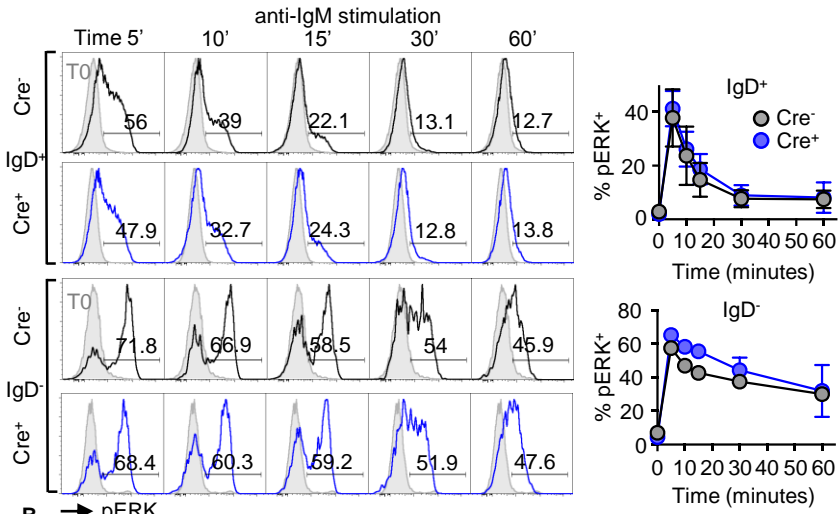 anti-IgM stimulation
Time 5' 10' 15' 30' 60'
IgD+
Cre-
T0
56 39 22.1 13.1 12.7
Cre+
47.9 32.7 24.3 12.8 13.8
IgD-
Cre-
T0
71.8 66.9 58.5 54 45.9
Cre+
68.4 60.3 59.2 51.9 47.6
pERK
IgD+
Cre-
Cre+
% pERK+
40
20
0
0 10 20 30 40 50 60
Time (minutes)
IgD-
% pERK+
80
60
40
20
0
0 10 20 30 40 50 60
Time (minutes)